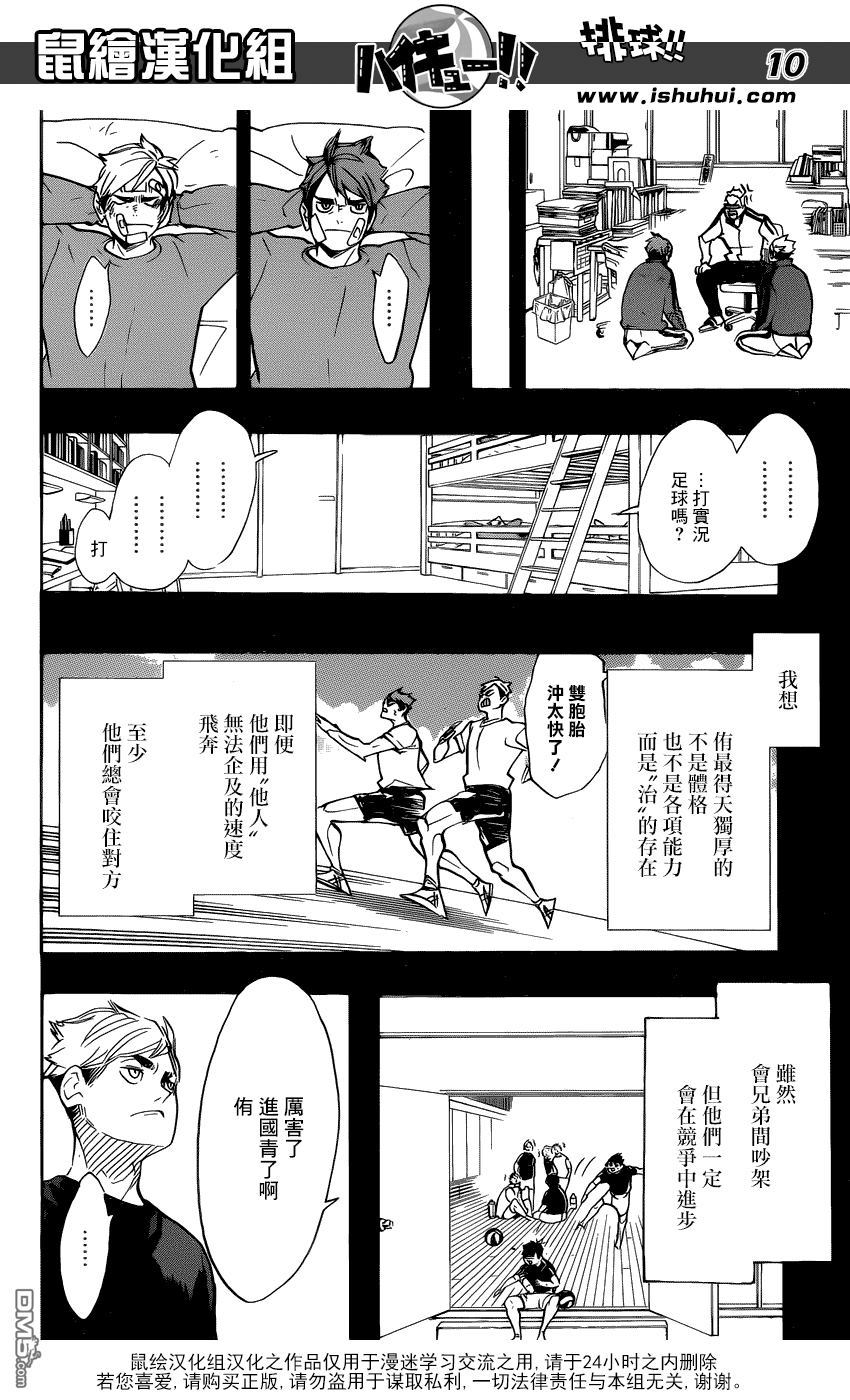 鼠繪漢化組
ハイキュー!!
排球!!
10
www.ishuhui.com
………
………
………
…打實況
足球嗎?
………
………
打
我想
侑最得天獨厚的
不是體格
也不是各項能力
而是〝治〞的存在
雙胞胎
沖太快了!
即便
他們用〝他人〞
無法企及的速度
飛奔
至少
他們總會咬住對方
雖然
會兄弟間吵架
但他們一定
會在競爭中進步
厲害了
進國青了啊
侑
………
DM5
鼠绘汉化组汉化之作品仅用于漫迷学习交流之用, 请于24小时之内删除
若您喜爱, 请购买正版, 请勿盗用于谋取私利, 一切法律责任与本组无关, 谢谢。